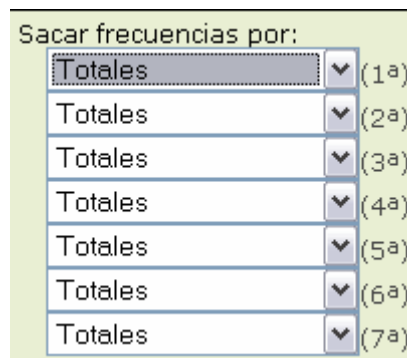 Sacar frecuencias por:
Totales (1ª)
Totales (2ª)
Totales (3ª)
Totales (4ª)
Totales (5ª)
Totales (6ª)
Totales (7ª)